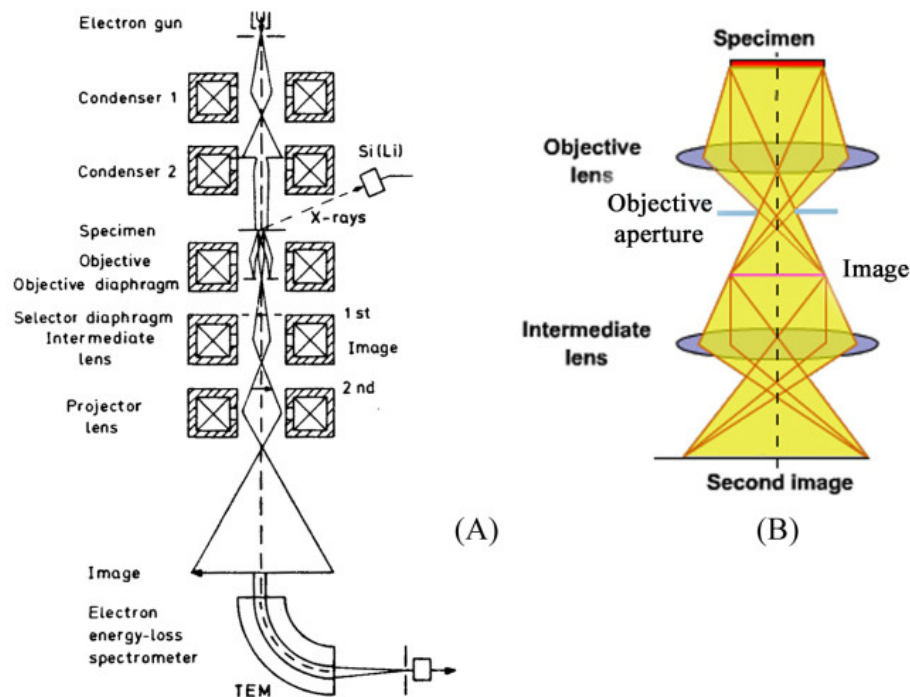 Electron gun
Condenser 1
Condenser 2
Si(Li)
X-rays
Specimen
Objective
Objective diaphragm
Selector diaphragm
1 st
Intermediate
lens
Image
2 nd
Projector
lens
Image
Electron
energy-loss
spectrometer
TEM
(A)
Specimen
Objective
lens
Objective
aperture
Image
Intermediate
lens
Second image
(B)